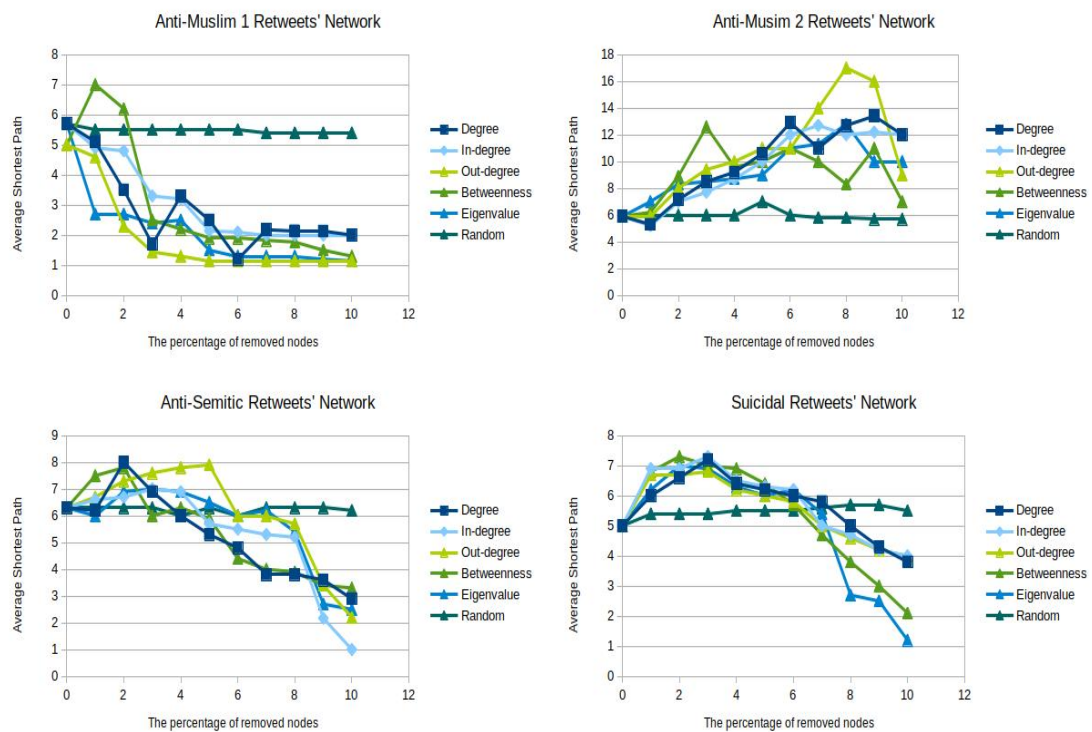 Anti-Muslim 1 Retweets' Network
8
7
6
5
4
3
2
1
0
Average Shortest Path
0 2 4 6 8 10 12
The percentage of removed nodes
Degree
In-degree
Out-degree
Betweenness
Eigenvalue
Random
Anti-Musim 2 Retweets' Network
18
16
14
12
10
8
6
4
2
0
Average Shortest Path
0 2 4 6 8 10 12
The percentage of removed nodes
Degree
In-degree
Out-degree
Betweenness
Eigenvalue
Random
Anti-Semitic Retweets' Network
9
8
7
6
5
4
3
2
1
0
Average Shortest Path
0 2 4 6 8 10 12
The percentage of removed nodes
Degree
In-degree
Out-degree
Betweenness
Eigenvalue
Random
Suicidal Retweets' Network
8
7
6
5
4
3
2
1
0
Average Shortest Path
0 2 4 6 8 10 12
The percentage of removed nodes
Degree
In-degree
Out-degree
Betweenness
Eigenvalue
Random